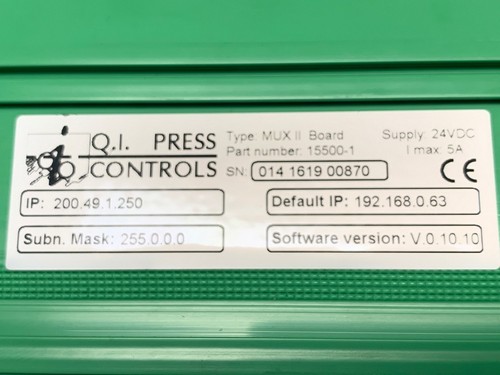 Q.I. PRESS
CONTROLS
Type: MUX II Board
Supply: 24VDC
Part number: 15500-1
I max. 5A
SN: 014 1619 00870
CE
IP: 200.49.1.250
Default IP: 192.168.0.63
Subn. Mask: 255.0.0.0
Software version: V.0.10.10